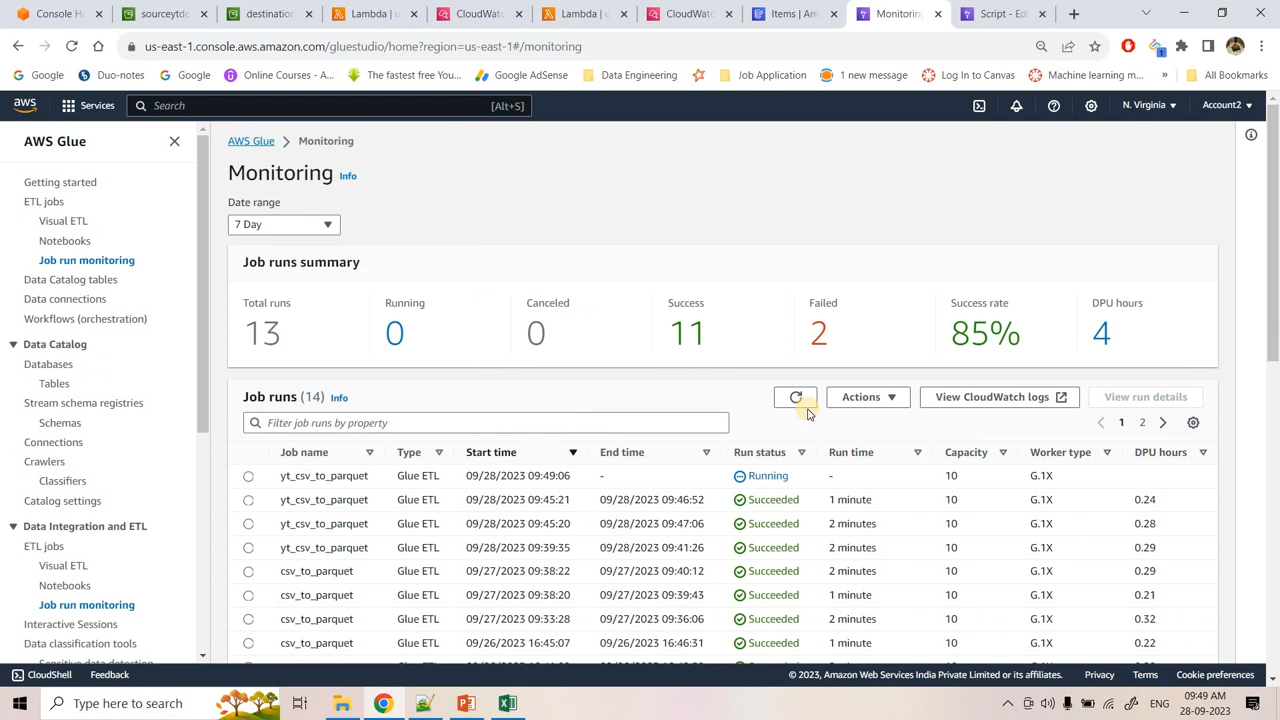 Amazon S3 Home |
sourceytde
destination
Lambda | u
CloudWatc
Lambda | u
CloudWatc
Items | Am
Monitoring
Script - Edi
us-east-1.console.aws.amazon.com/gluestudio/home?region=us-east-1#/monitoring
Google
Duo-notes
Google
Online Courses - A...
The fastest free You...
Google AdSense
Data Engineering
Job Application
1 new message
Log In to Canvas
Machine learning m...
»
All Bookmarks
aws
Services
Search
[Alt+S]
N. Virginia
Account2
AWS Glue
Getting started
ETL jobs
Visual ETL
Notebooks
Job run monitoring
Data Catalog tables
Data connections
Workflows (orchestration)
Data Catalog
Databases
Tables
Stream schema registries
Schemas
Connections
Crawlers
Classifiers
Catalog settings
Data Integration and ETL
ETL jobs
Visual ETL
Notebooks
Job run monitoring
Interactive Sessions
Data classification tools
Sensitive data detection
AWS Glue > Monitoring
Monitoring Info
Date range
7 Day
Job runs summary
Total runs Running Canceled Success Failed Success rate DPU hours
13 0 0 11 2 85% 4
Job runs (14) Info
Actions
View CloudWatch logs
View run details
Filter job runs by property
1 2
Job name Type Start time End time Run status Run time Capacity Worker type DPU hours
yt_csv_to_parquet Glue ETL 09/28/2023 09:49:06 - Running - 10 G.1X
yt_csv_to_parquet Glue ETL 09/28/2023 09:45:21 09/28/2023 09:46:52 Succeeded 1 minute 10 G.1X 0.24
yt_csv_to_parquet Glue ETL 09/28/2023 09:45:20 09/28/2023 09:47:06 Succeeded 2 minutes 10 G.1X 0.28
yt_csv_to_parquet Glue ETL 09/28/2023 09:39:35 09/28/2023 09:41:26 Succeeded 2 minutes 10 G.1X 0.29
csv_to_parquet Glue ETL 09/27/2023 09:38:22 09/27/2023 09:40:12 Succeeded 2 minutes 10 G.1X 0.29
csv_to_parquet Glue ETL 09/27/2023 09:38:20 09/27/2023 09:39:43 Succeeded 1 minute 10 G.1X 0.21
csv_to_parquet Glue ETL 09/27/2023 09:33:28 09/27/2023 09:36:06 Succeeded 2 minutes 10 G.1X 0.32
csv_to_parquet Glue ETL 09/26/2023 16:45:07 09/26/2023 16:46:31 Succeeded 1 minute 10 G.1X 0.22
CloudShell
Feedback
© 2023, Amazon Web Services India Private Limited or its affiliates.
Privacy
Terms
Cookie preferences
Type here to search
ENG
09:49 AM
28-09-2023